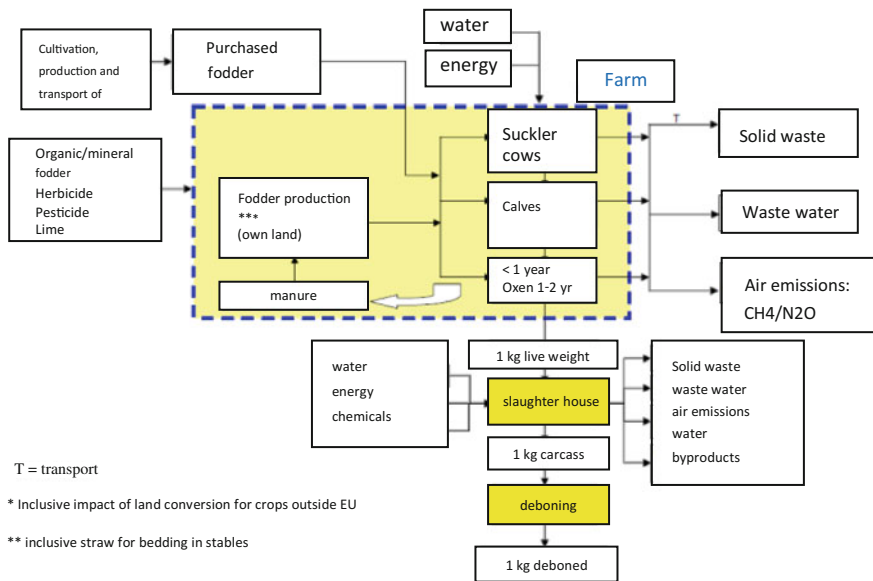 water
Cultivation,
production and
transport of
Purchased
fodder
energy
Farm
Organic/mineral
fodder
Herbicide
Pesticide
Lime
Fodder production
***
(own land)
manure
Suckler
cows
Calves
< 1 year
Oxen 1-2 yr
T
Solid waste
Waste water
Air emissions:
CH4/N2O
1 kg live weight
water
energy
chemicals
slaughter house
Solid waste
waste water
air emissions
water
byproducts
1 kg carcass
deboning
1 kg deboned
T = transport
* Inclusive impact of land conversion for crops outside EU
** inclusive straw for bedding in stables